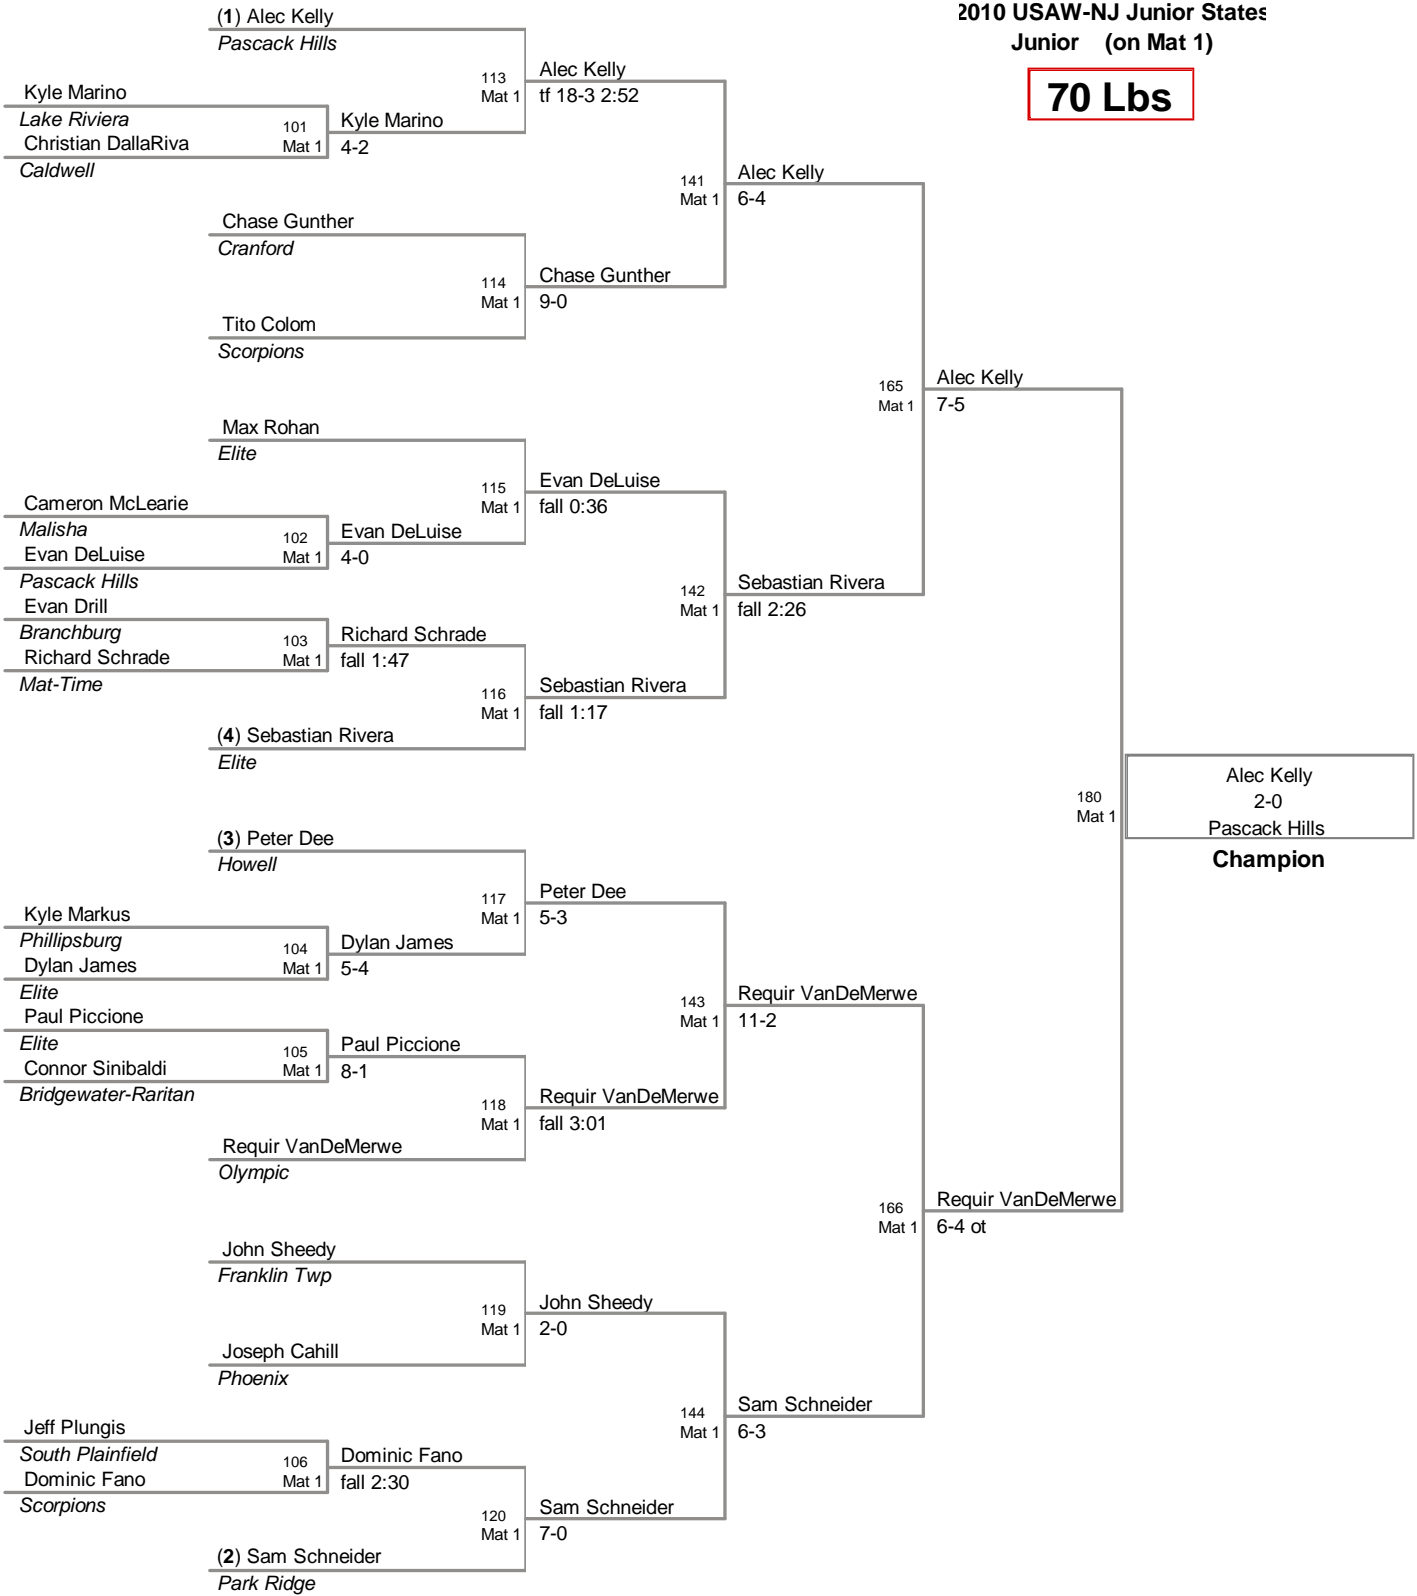 2010 USAW-NJ Junior States
Junior (on Mat 1)
70 Lbs
(1) Alec Kelly
Pascack Hills
113
Mat 1
Alec Kelly
tf 18-3 2:52
Kyle Marino
Lake Riviera
Christian DallaRiva
Caldwell
101
Mat 1
Kyle Marino
4-2
141
Mat 1
Alec Kelly
6-4
Chase Gunther
Cranford
114
Mat 1
Chase Gunther
9-0
Tito Colom
Scorpions
165
Mat 1
Alec Kelly
7-5
Max Rohan
Elite
115
Mat 1
Evan DeLuise
fall 0:36
Cameron McLearie
Malisha
Evan DeLuise
Pascack Hills
102
Mat 1
Evan DeLuise
4-0
142
Mat 1
Sebastian Rivera
fall 2:26
Evan Drill
Branchburg
Richard Schrade
Mat-Time
103
Mat 1
Richard Schrade
fall 1:47
116
Mat 1
Sebastian Rivera
fall 1:17
(4) Sebastian Rivera
Elite
180
Mat 1
Alec Kelly
2-0
Pascack Hills
Champion
(3) Peter Dee
Howell
117
Mat 1
Peter Dee
5-3
Kyle Markus
Phillipsburg
Dylan James
Elite
104
Mat 1
Dylan James
5-4
143
Mat 1
Requir VanDeMerwe
11-2
Paul Piccione
Elite
Connor Sinibaldi
Bridgewater-Raritan
105
Mat 1
Paul Piccione
8-1
118
Mat 1
Requir VanDeMerwe
fall 3:01
Requir VanDeMerwe
Olympic
166
Mat 1
Requir VanDeMerwe
6-4 ot
John Sheedy
Franklin Twp
119
Mat 1
John Sheedy
2-0
Joseph Cahill
Phoenix
144
Mat 1
Sam Schneider
6-3
Jeff Plungis
South Plainfield
Dominic Fano
Scorpions
106
Mat 1
Dominic Fano
fall 2:30
120
Mat 1
Sam Schneider
7-0
(2) Sam Schneider
Park Ridge